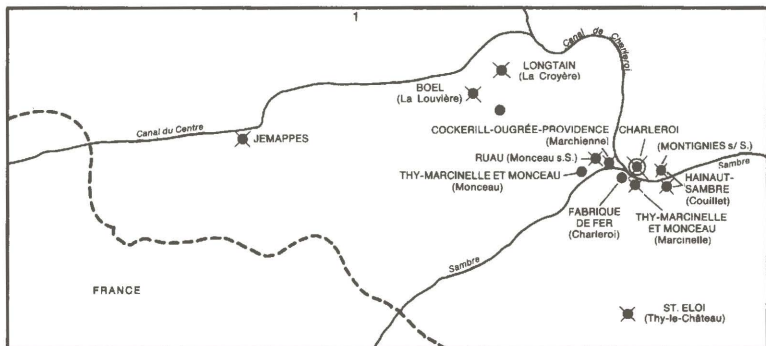 1
Canal de Charleroi
LONGTAIN
(La Croyère)
BOEL
(La Louvière)
Canal du Centre
JEMAPPES
COCKERILL-OUGRÉE-PROVIDENCE
(Marchienne)
CHARLEROI
(MONTIGNIES s/ S.)
Sambre
RUAU (Monceau s.S.)
THY-MARCINELLE ET MONCEAU
(Monceau)
HAINAUT-
SAMBRE
(Couillet)
FABRIQUE
DE FER
(Charleroi)
THY-MARCINELLE
ET MONCEAU
(Marcinelle)
Sambre
FRANCE
ST. ELOI
(Thy-le-Château)